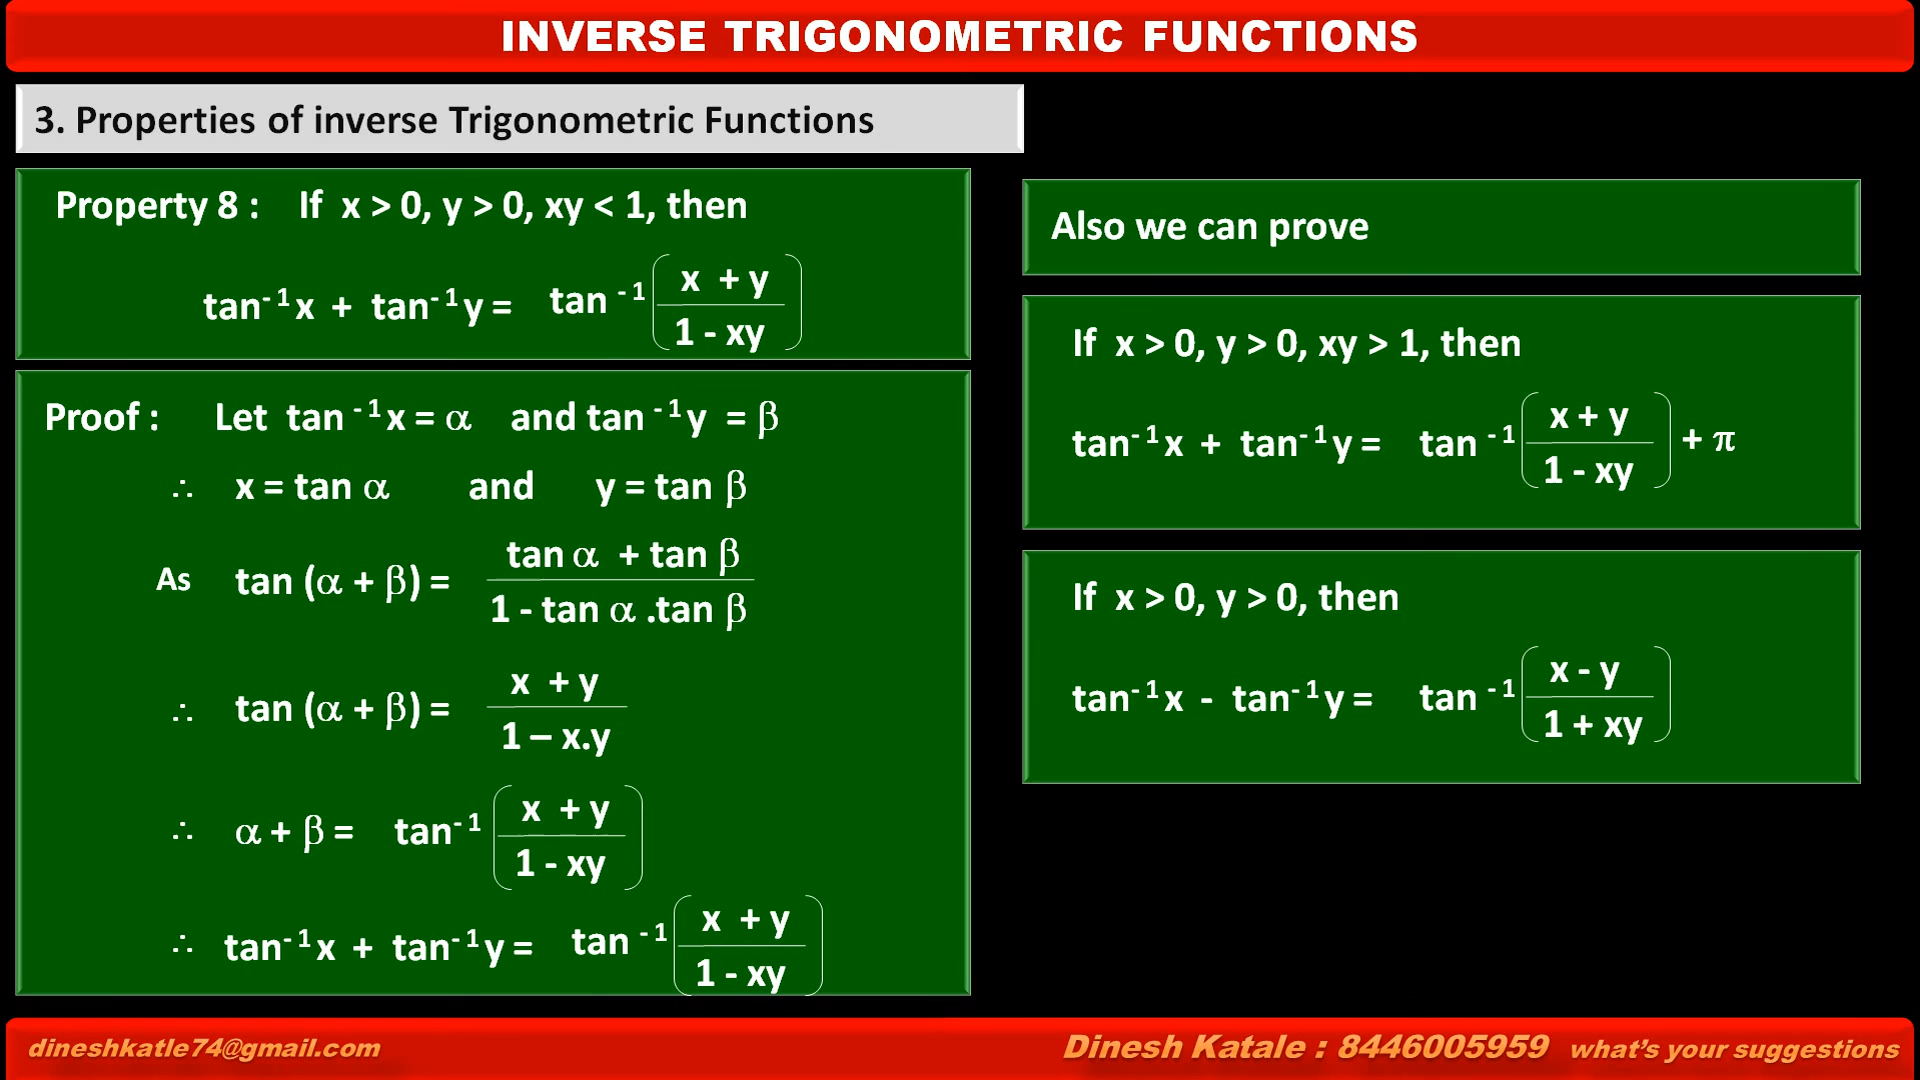 INVERSE TRIGONOMETRIC FUNCTIONS
3. Properties of inverse Trigonometric Functions
Property 8 : If x > 0, y > 0, xy < 1, then
tan⁻¹x + tan⁻¹y = tan⁻¹ (x + y / 1 - xy)
Proof : Let tan⁻¹x = α and tan⁻¹y = β
∴ x = tan α and y = tan β
As tan (α + β) = tan α + tan β / 1 - tan α .tan β
∴ tan (α + β) = x + y / 1 – x.y
∴ α + β = tan⁻¹ (x + y / 1 - xy)
∴ tan⁻¹x + tan⁻¹y = tan⁻¹ (x + y / 1 - xy)
Also we can prove
If x > 0, y > 0, xy > 1, then
tan⁻¹x + tan⁻¹y = tan⁻¹ (x + y / 1 - xy) + π
If x > 0, y > 0, then
tan⁻¹x - tan⁻¹y = tan⁻¹ (x - y / 1 + xy)
dineshkatle74@gmail.com
Dinesh Katale : 8446005959 what's your suggestions